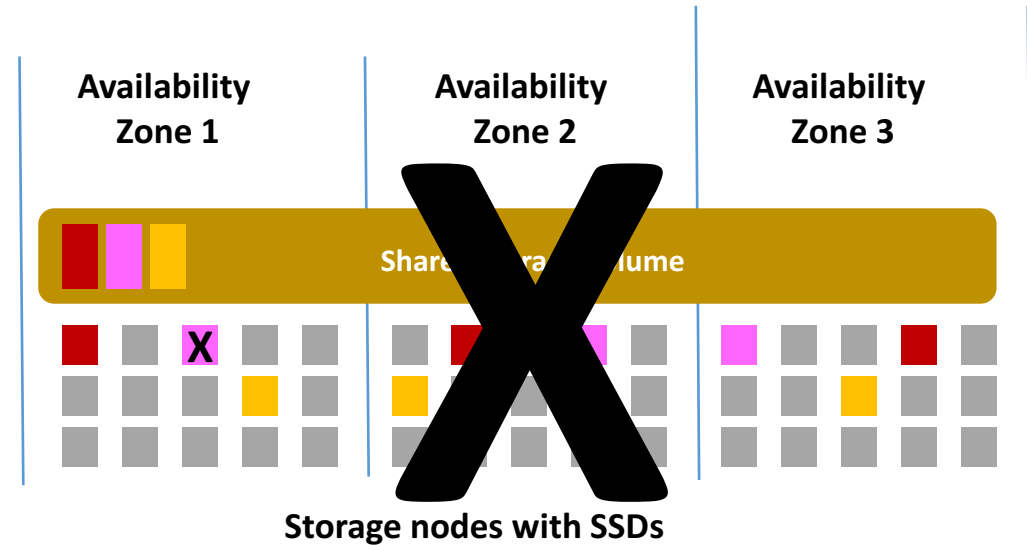 Availability
Zone 1
Availability
Zone 2
Availability
Zone 3
X
Storage nodes with SSDs